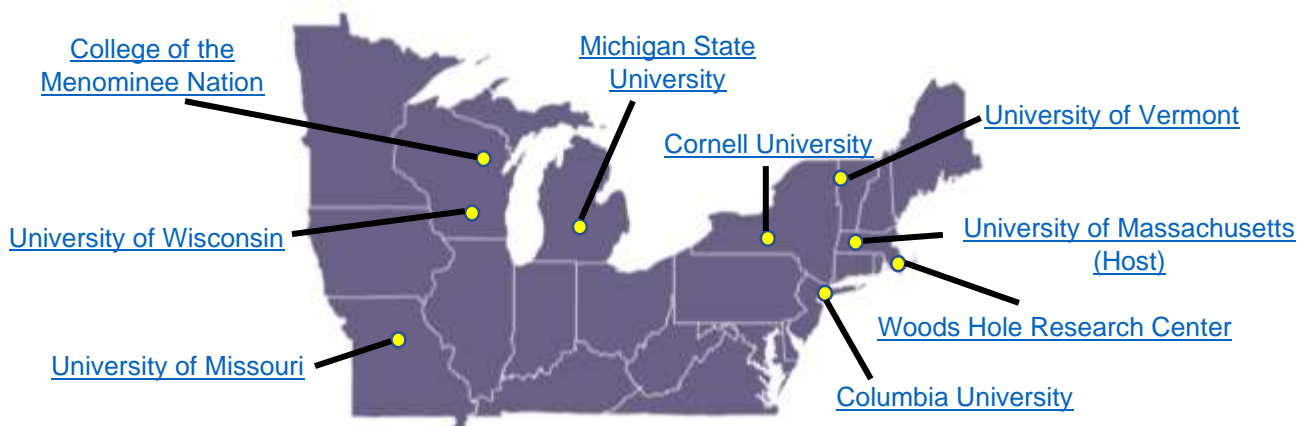 College of the
Menominee Nation
Michigan State
University
University of Vermont
Cornell University
University of Wisconsin
University of Massachusetts
(Host)
Woods Hole Research Center
University of Missouri
Columbia University